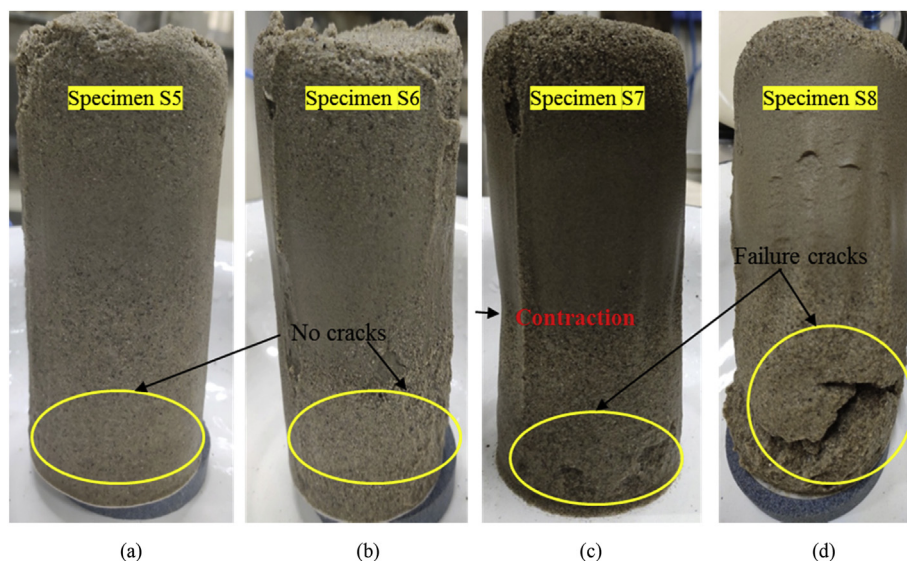 Specimen S5
Specimen S6
Specimen S7
Specimen S8
Failure cracks
Contraction
No cracks
(a)
(b)
(c)
(d)